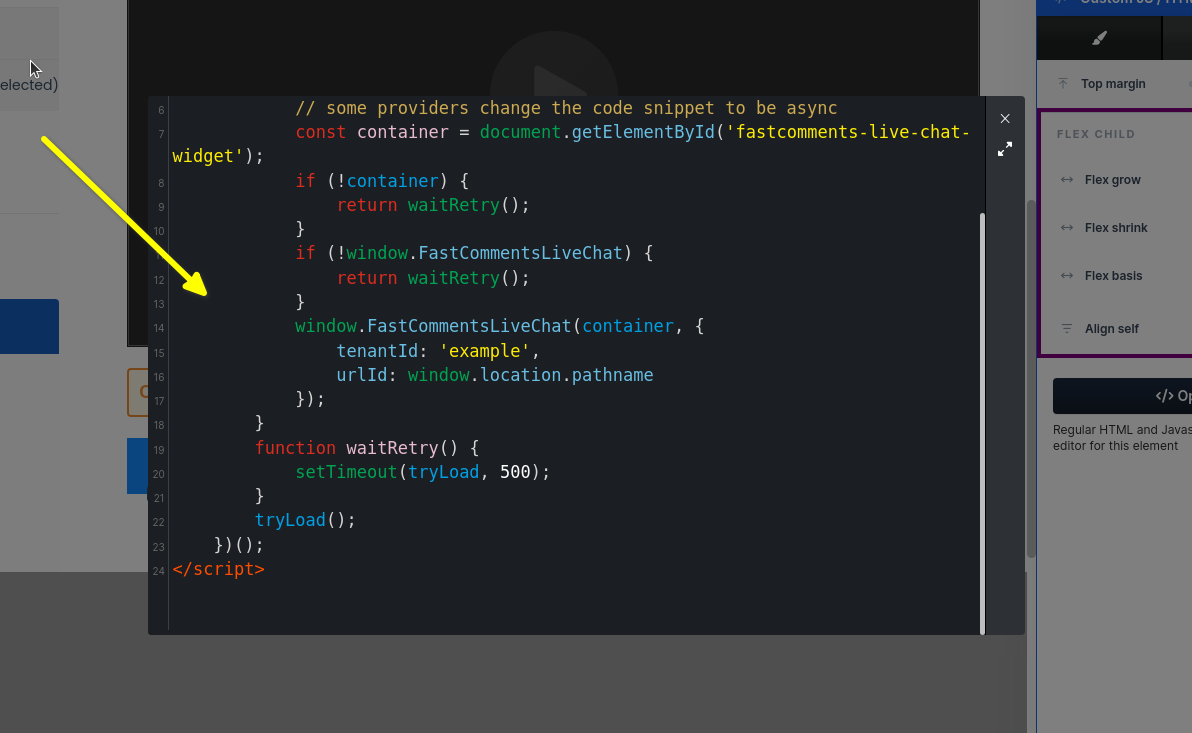 Top margin
FLEX CHILD
Flex grow
Flex shrink
Flex basis
Align self
</> Op
Regular HTML and Javas
editor for this element
elected)
6 // some providers change the code snippet to be async
7 const container = document.getElementById('fastcomments-live-chat-
widget');
8 if (!container) {
9 return waitRetry();
10 }
11 if (!window.FastCommentsLiveChat) {
12 return waitRetry();
13 }
14 window.FastCommentsLiveChat(container, {
15 tenantId: 'example',
16 urlId: window.location.pathname
17 });
18 }
19 function waitRetry() {
20 setTimeout(tryLoad, 500);
21 }
22 tryLoad();
23 })();
24 </script>